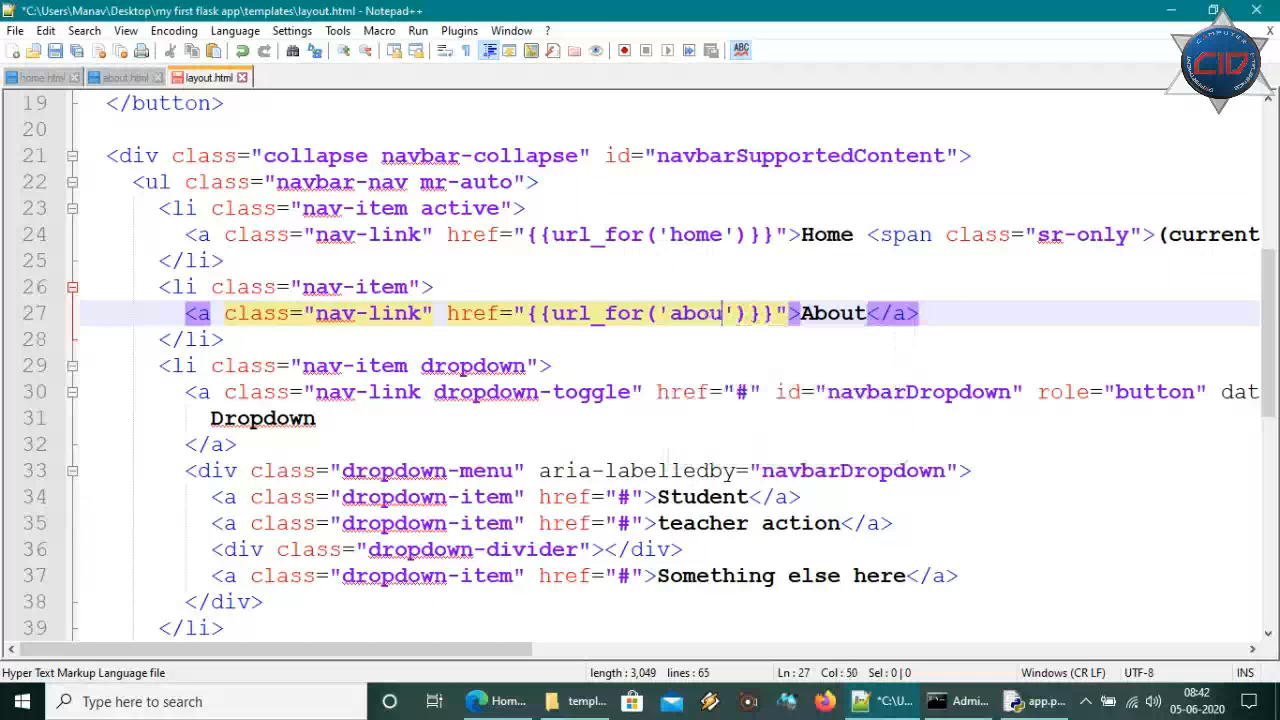 *C:\Users\Manav\Desktop\my first flask app\templates\layout.html - Notepad++
File Edit Search View Encoding Language Settings Tools Macro Run Plugins Window ?
X
home.html about.html layout.html
COMPUTER
CID
19 </button>
20
21 <div class="collapse navbar-collapse" id="navbarSupportedContent">
22 <ul class="navbar-nav mr-auto">
23 <li class="nav-item active">
24 <a class="nav-link" href="{{url_for('home')}}">Home <span class="sr-only">(current
25 </li>
26 <li class="nav-item">
27 <a class="nav-link" href="{{url_for('abou')}}">About</a>
28 </li>
29 <li class="nav-item dropdown">
30 <a class="nav-link dropdown-toggle" href="#" id="navbarDropdown" role="button" dat
31 Dropdown
32 </a>
33 <div class="dropdown-menu" aria-labelledby="navbarDropdown">
34 <a class="dropdown-item" href="#">Student</a>
35 <a class="dropdown-item" href="#">teacher action</a>
36 <div class="dropdown-divider"></div>
37 <a class="dropdown-item" href="#">Something else here</a>
38 </div>
39 </li>
Hyper Text Markup Language file length : 3,049 lines : 65 Ln : 27 Col : 50 Sel : 0 | 0 Windows (CR LF) UTF-8 INS
Type here to search Hom... templ... *C:\U... Admi... app.p... 08:42
05-06-2020